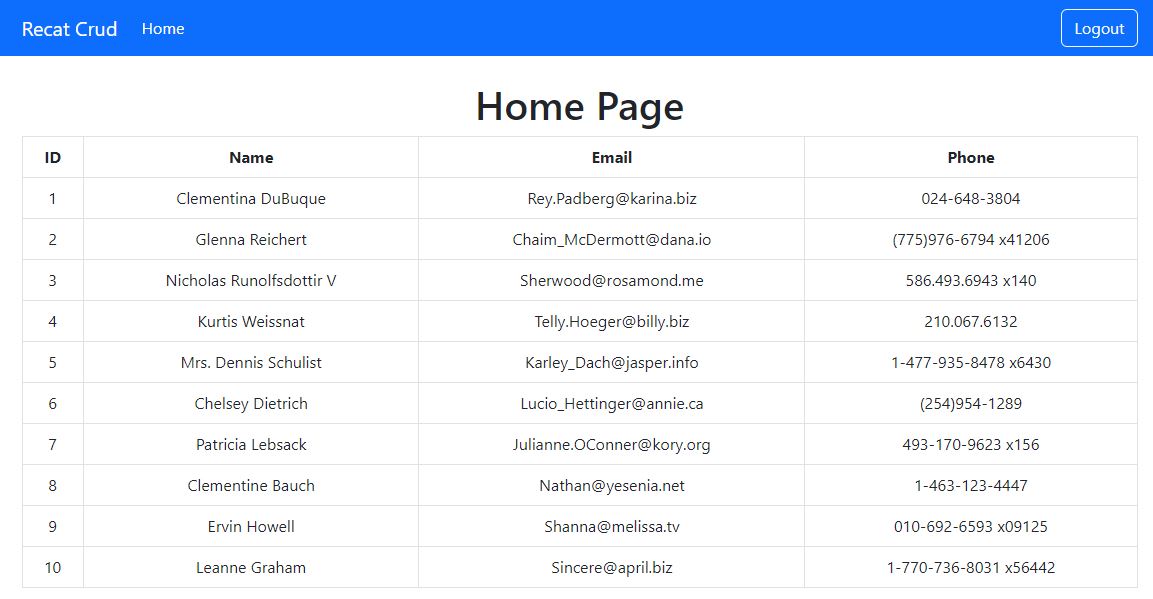 Recat Crud Home Logout
Home Page
ID Name Email Phone
1 Clementina DuBuque Rey.Padberg@karina.biz 024-648-3804
2 Glenna Reichert Chaim_McDermott@dana.io (775)976-6794 x41206
3 Nicholas Runolfsdottir V Sherwood@rosamond.me 586.493.6943 x140
4 Kurtis Weissnat Telly.Hoeger@billy.biz 210.067.6132
5 Mrs. Dennis Schulist Karley_Dach@jasper.info 1-477-935-8478 x6430
6 Chelsey Dietrich Lucio_Hettinger@annie.ca (254)954-1289
7 Patricia Lebsack Julianne.OConner@kory.org 493-170-9623 x156
8 Clementine Bauch Nathan@yesenia.net 1-463-123-4447
9 Ervin Howell Shanna@melissa.tv 010-692-6593 x09125
10 Leanne Graham Sincere@april.biz 1-770-736-8031 x56442